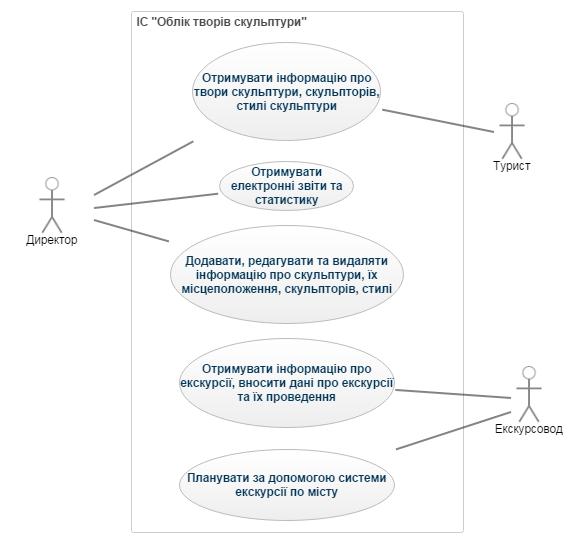 ІС "Облік творів скульптури"
Отримувати інформацію про
твори скульптури, скульпторів,
стилі скульптури
Турист
Отримувати
електронні звіти та
статистику
Директор
Додавати, редагувати та видаляти
інформацію про скульптури, їх
місцеположення, скульпторів, стилі
Отримувати інформацію про
екскурсії, вносити дані про екскурсії
та їх проведення
Екскурсовод
Планувати за допомогою системи
екскурсії по місту